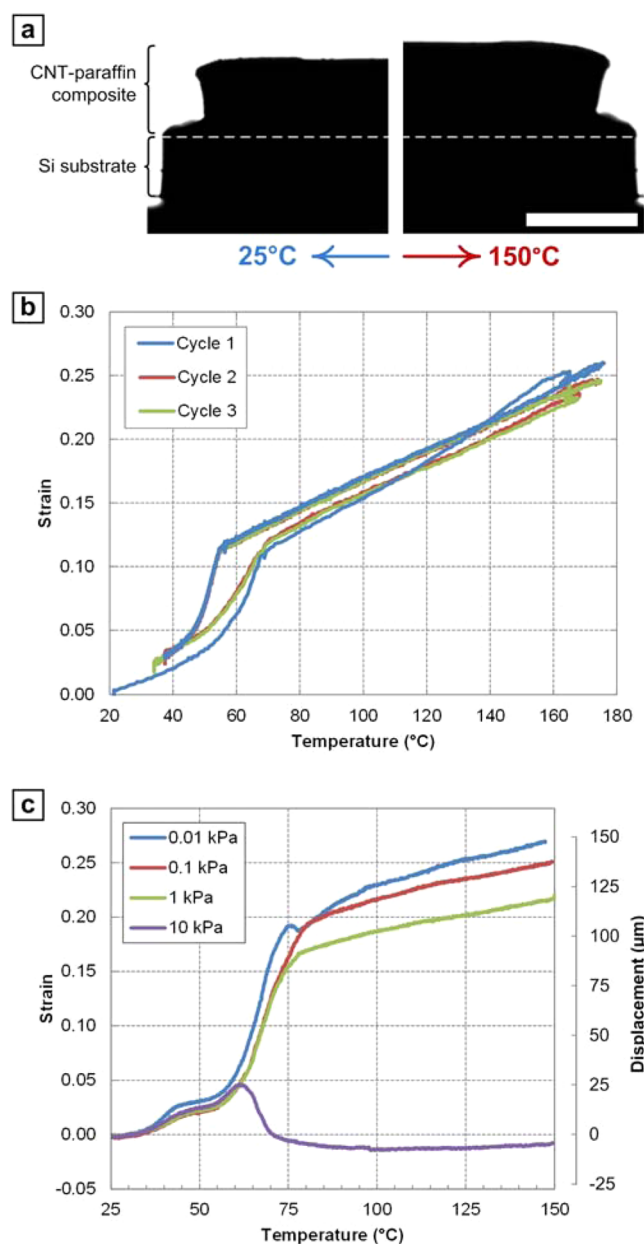 a
CNT-paraffin
composite
Si substrate
25°C
150°C
b
0.30
0.25
0.20
0.15
0.10
0.05
0.00
Strain
Cycle 1
Cycle 2
Cycle 3
20
40
60
80
100
120
140
160
180
Temperature (°C)
c
0.30
0.25
0.20
0.15
0.10
0.05
0.00
-0.05
Strain
0.01 kPa
0.1 kPa
1 kPa
10 kPa
150
125
100
75
50
25
0
-25
Displacement (µm)
25
50
75
100
125
150
Temperature (°C)